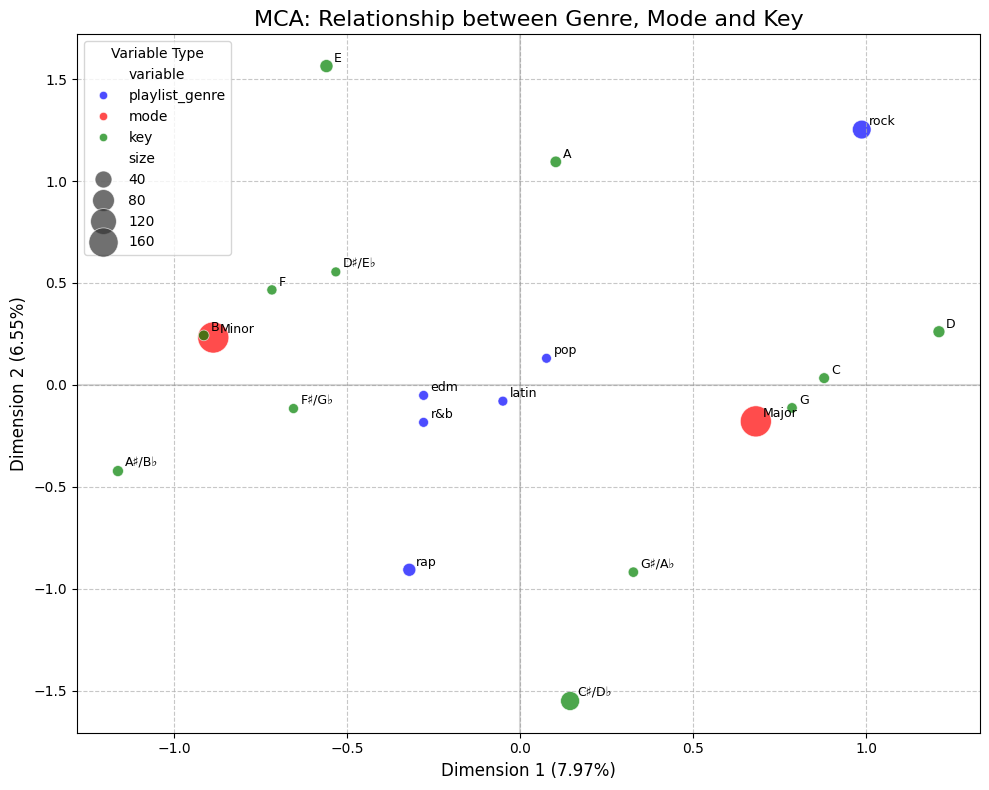 MCA: Relationship between Genre, Mode and Key
Variable Type
variable
playlist_genre
mode
key
size
40
80
120
160
E
rock
A
D♯/E♭
F
B
Minor
D
pop
C
edm
latin
F♯/G♭
G
r&b
Major
A♯/B♭
rap
G♯/A♭
C♯/D♭
1.5
1.0
0.5
0.0
−0.5
−1.0
−1.5
Dimension 2 (6.55%)
−1.0
−0.5
0.0
0.5
1.0
Dimension 1 (7.97%)